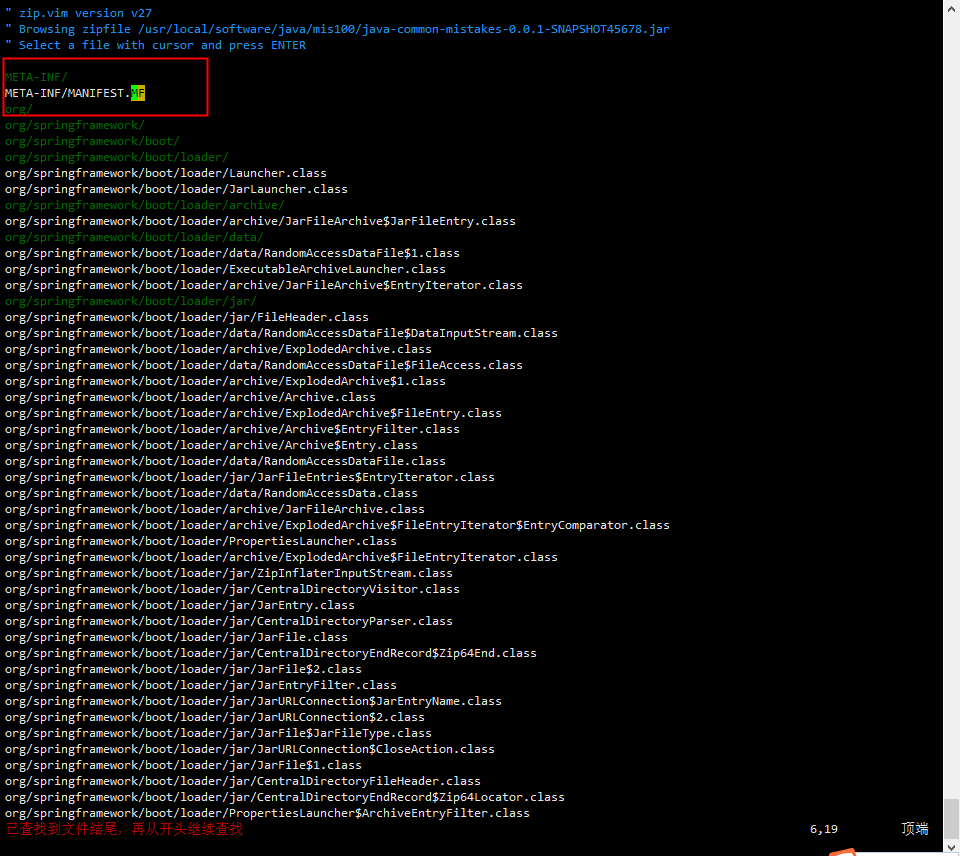 " zip.vim version v27
" Browsing zipfile /usr/local/software/java/mis100/java-common-mistakes-0.0.1-SNAPSHOT45678.jar
" Select a file with cursor and press ENTER
META-INF/
META-INF/MANIFEST.MF
org/
org/springframework/
org/springframework/boot/
org/springframework/boot/loader/
org/springframework/boot/loader/Launcher.class
org/springframework/boot/loader/JarLauncher.class
org/springframework/boot/loader/archive/
org/springframework/boot/loader/archive/JarFileArchive$JarFileEntry.class
org/springframework/boot/loader/data/
org/springframework/boot/loader/data/RandomAccessDataFile$1.class
org/springframework/boot/loader/ExecutableArchiveLauncher.class
org/springframework/boot/loader/archive/JarFileArchive$EntryIterator.class
org/springframework/boot/loader/jar/
org/springframework/boot/loader/jar/FileHeader.class
org/springframework/boot/loader/data/RandomAccessDataFile$DataInputStream.class
org/springframework/boot/loader/archive/ExplodedArchive.class
org/springframework/boot/loader/data/RandomAccessDataFile$FileAccess.class
org/springframework/boot/loader/archive/ExplodedArchive$1.class
org/springframework/boot/loader/archive/Archive.class
org/springframework/boot/loader/archive/ExplodedArchive$FileEntry.class
org/springframework/boot/loader/archive/Archive$EntryFilter.class
org/springframework/boot/loader/archive/Archive$Entry.class
org/springframework/boot/loader/data/RandomAccessDataFile.class
org/springframework/boot/loader/jar/JarFileEntries$EntryIterator.class
org/springframework/boot/loader/data/RandomAccessData.class
org/springframework/boot/loader/archive/JarFileArchive.class
org/springframework/boot/loader/archive/ExplodedArchive$FileEntryIterator$EntryComparator.class
org/springframework/boot/loader/PropertiesLauncher.class
org/springframework/boot/loader/archive/ExplodedArchive$FileEntryIterator.class
org/springframework/boot/loader/jar/ZipInflaterInputStream.class
org/springframework/boot/loader/jar/CentralDirectoryVisitor.class
org/springframework/boot/loader/jar/JarEntry.class
org/springframework/boot/loader/jar/CentralDirectoryParser.class
org/springframework/boot/loader/jar/JarFile.class
org/springframework/boot/loader/jar/CentralDirectoryEndRecord$Zip64End.class
org/springframework/boot/loader/jar/JarFile$2.class
org/springframework/boot/loader/jar/JarEntryFilter.class
org/springframework/boot/loader/jar/JarURLConnection$JarEntryName.class
org/springframework/boot/loader/jar/JarURLConnection$2.class
org/springframework/boot/loader/jar/JarFile$JarFileType.class
org/springframework/boot/loader/jar/JarURLConnection$CloseAction.class
org/springframework/boot/loader/jar/JarFile$1.class
org/springframework/boot/loader/jar/CentralDirectoryFileHeader.class
org/springframework/boot/loader/jar/CentralDirectoryEndRecord$Zip64Locator.class
org/springframework/boot/loader/PropertiesLauncher$ArchiveEntryFilter.class
已查找到文件结尾，再从开头继续查找 6,19 顶端